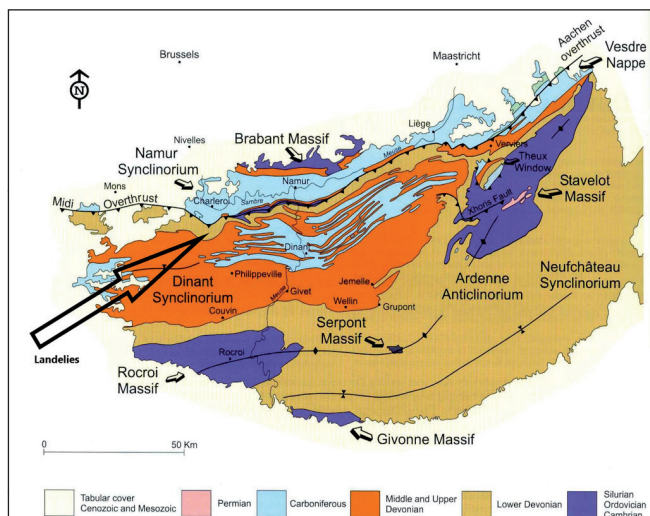 Brussels
Maastricht
Aachen
overthrust
Vesdre
Nappe
N
Nivelles
Brabant Massif
Liège
Meuse
Verviers
Namur
Synclinorium
Namur
Theux
Window
Mons
Midi
Overthrust
Charleroi
Sambre
Stavelot
Massif
Xhoris Fault
Dinant
Dinant
Synclinorium
Philippeville
Ardenne
Anticlinorium
Neufchâteau
Synclinorium
Jemelle
Givet
Meuse
Wellin
Grupont
Couvin
Landelies
Serpont
Massif
Rocroi
Rocroi
Massif
Givonne Massif
0
50 Km
Tabular cover
Cenozoic and Mesozoic
Permian
Carboniferous
Middle and Upper
Devonian
Lower Devonian
Silurian
Ordovician
Cambrian